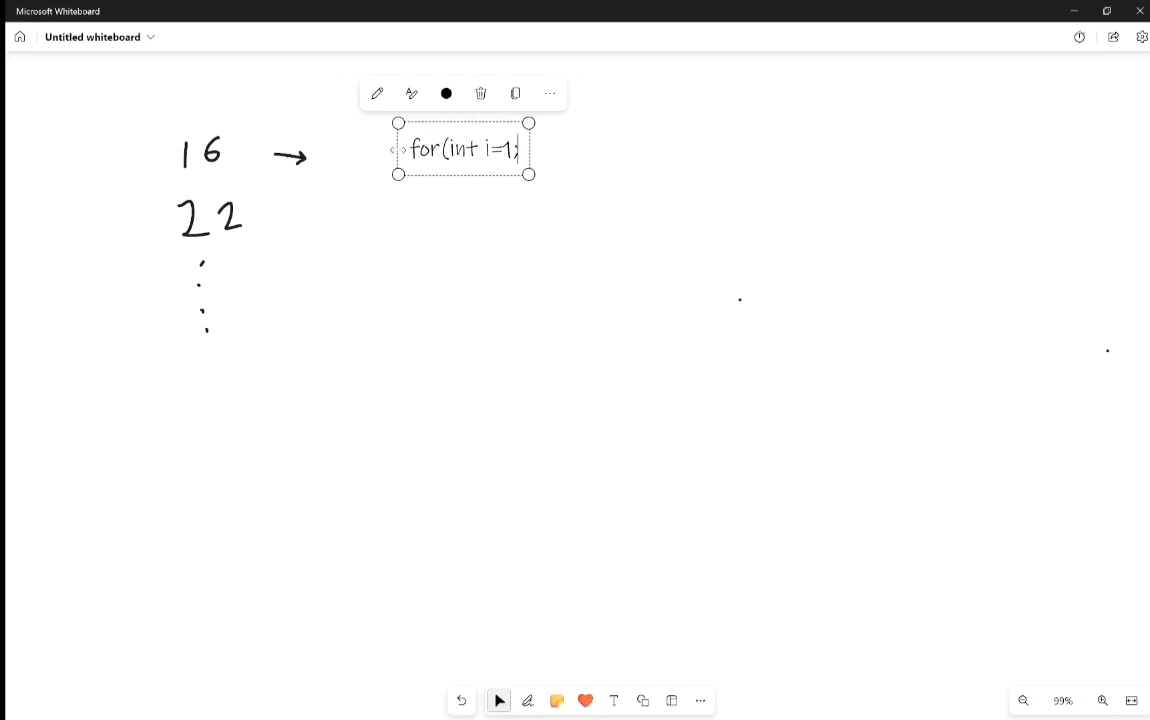 Microsoft Whiteboard
Untitled whiteboard
16 → for(int i=1;
22
99%